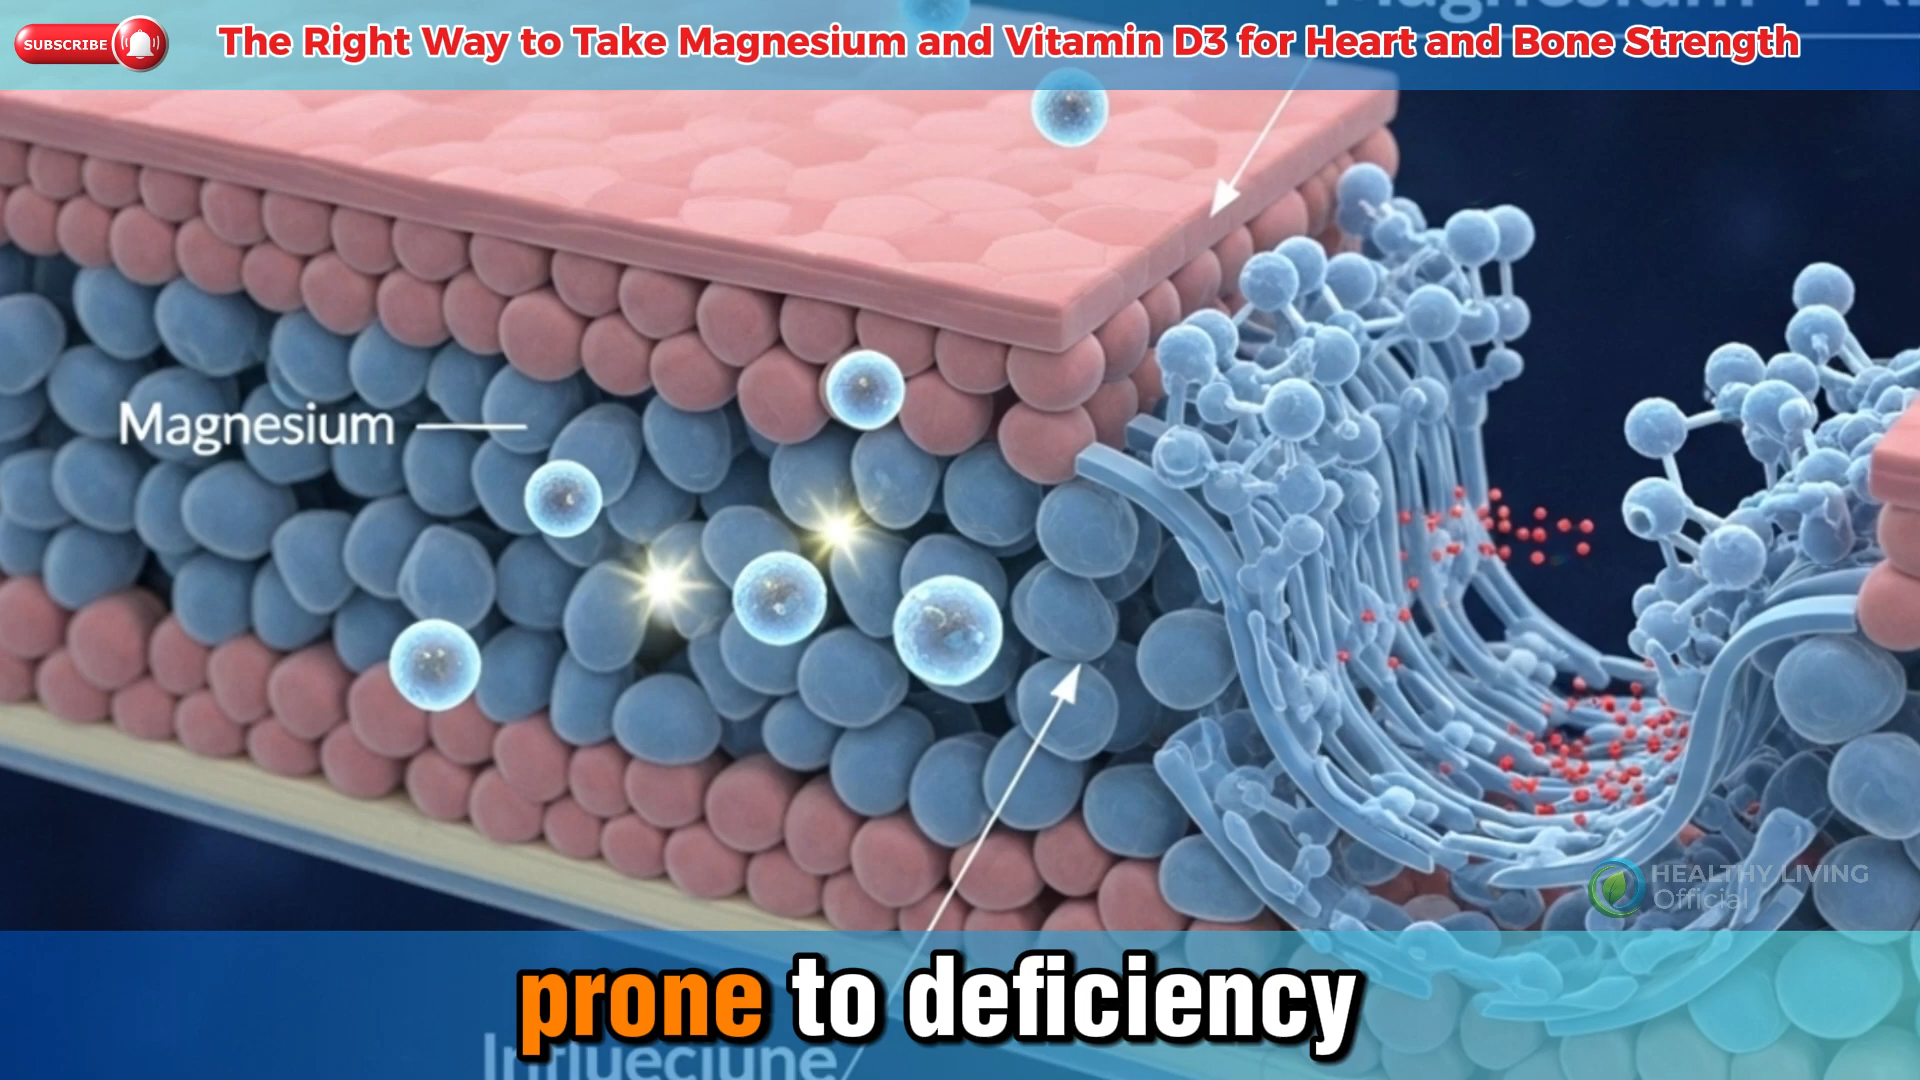 SUBSCRIBE
The Right Way to Take Magnesium and Vitamin D3 for Heart and Bone Strength
Magnesium
HEALTHY LIVING
Official
prone to deficiency
Influeciune